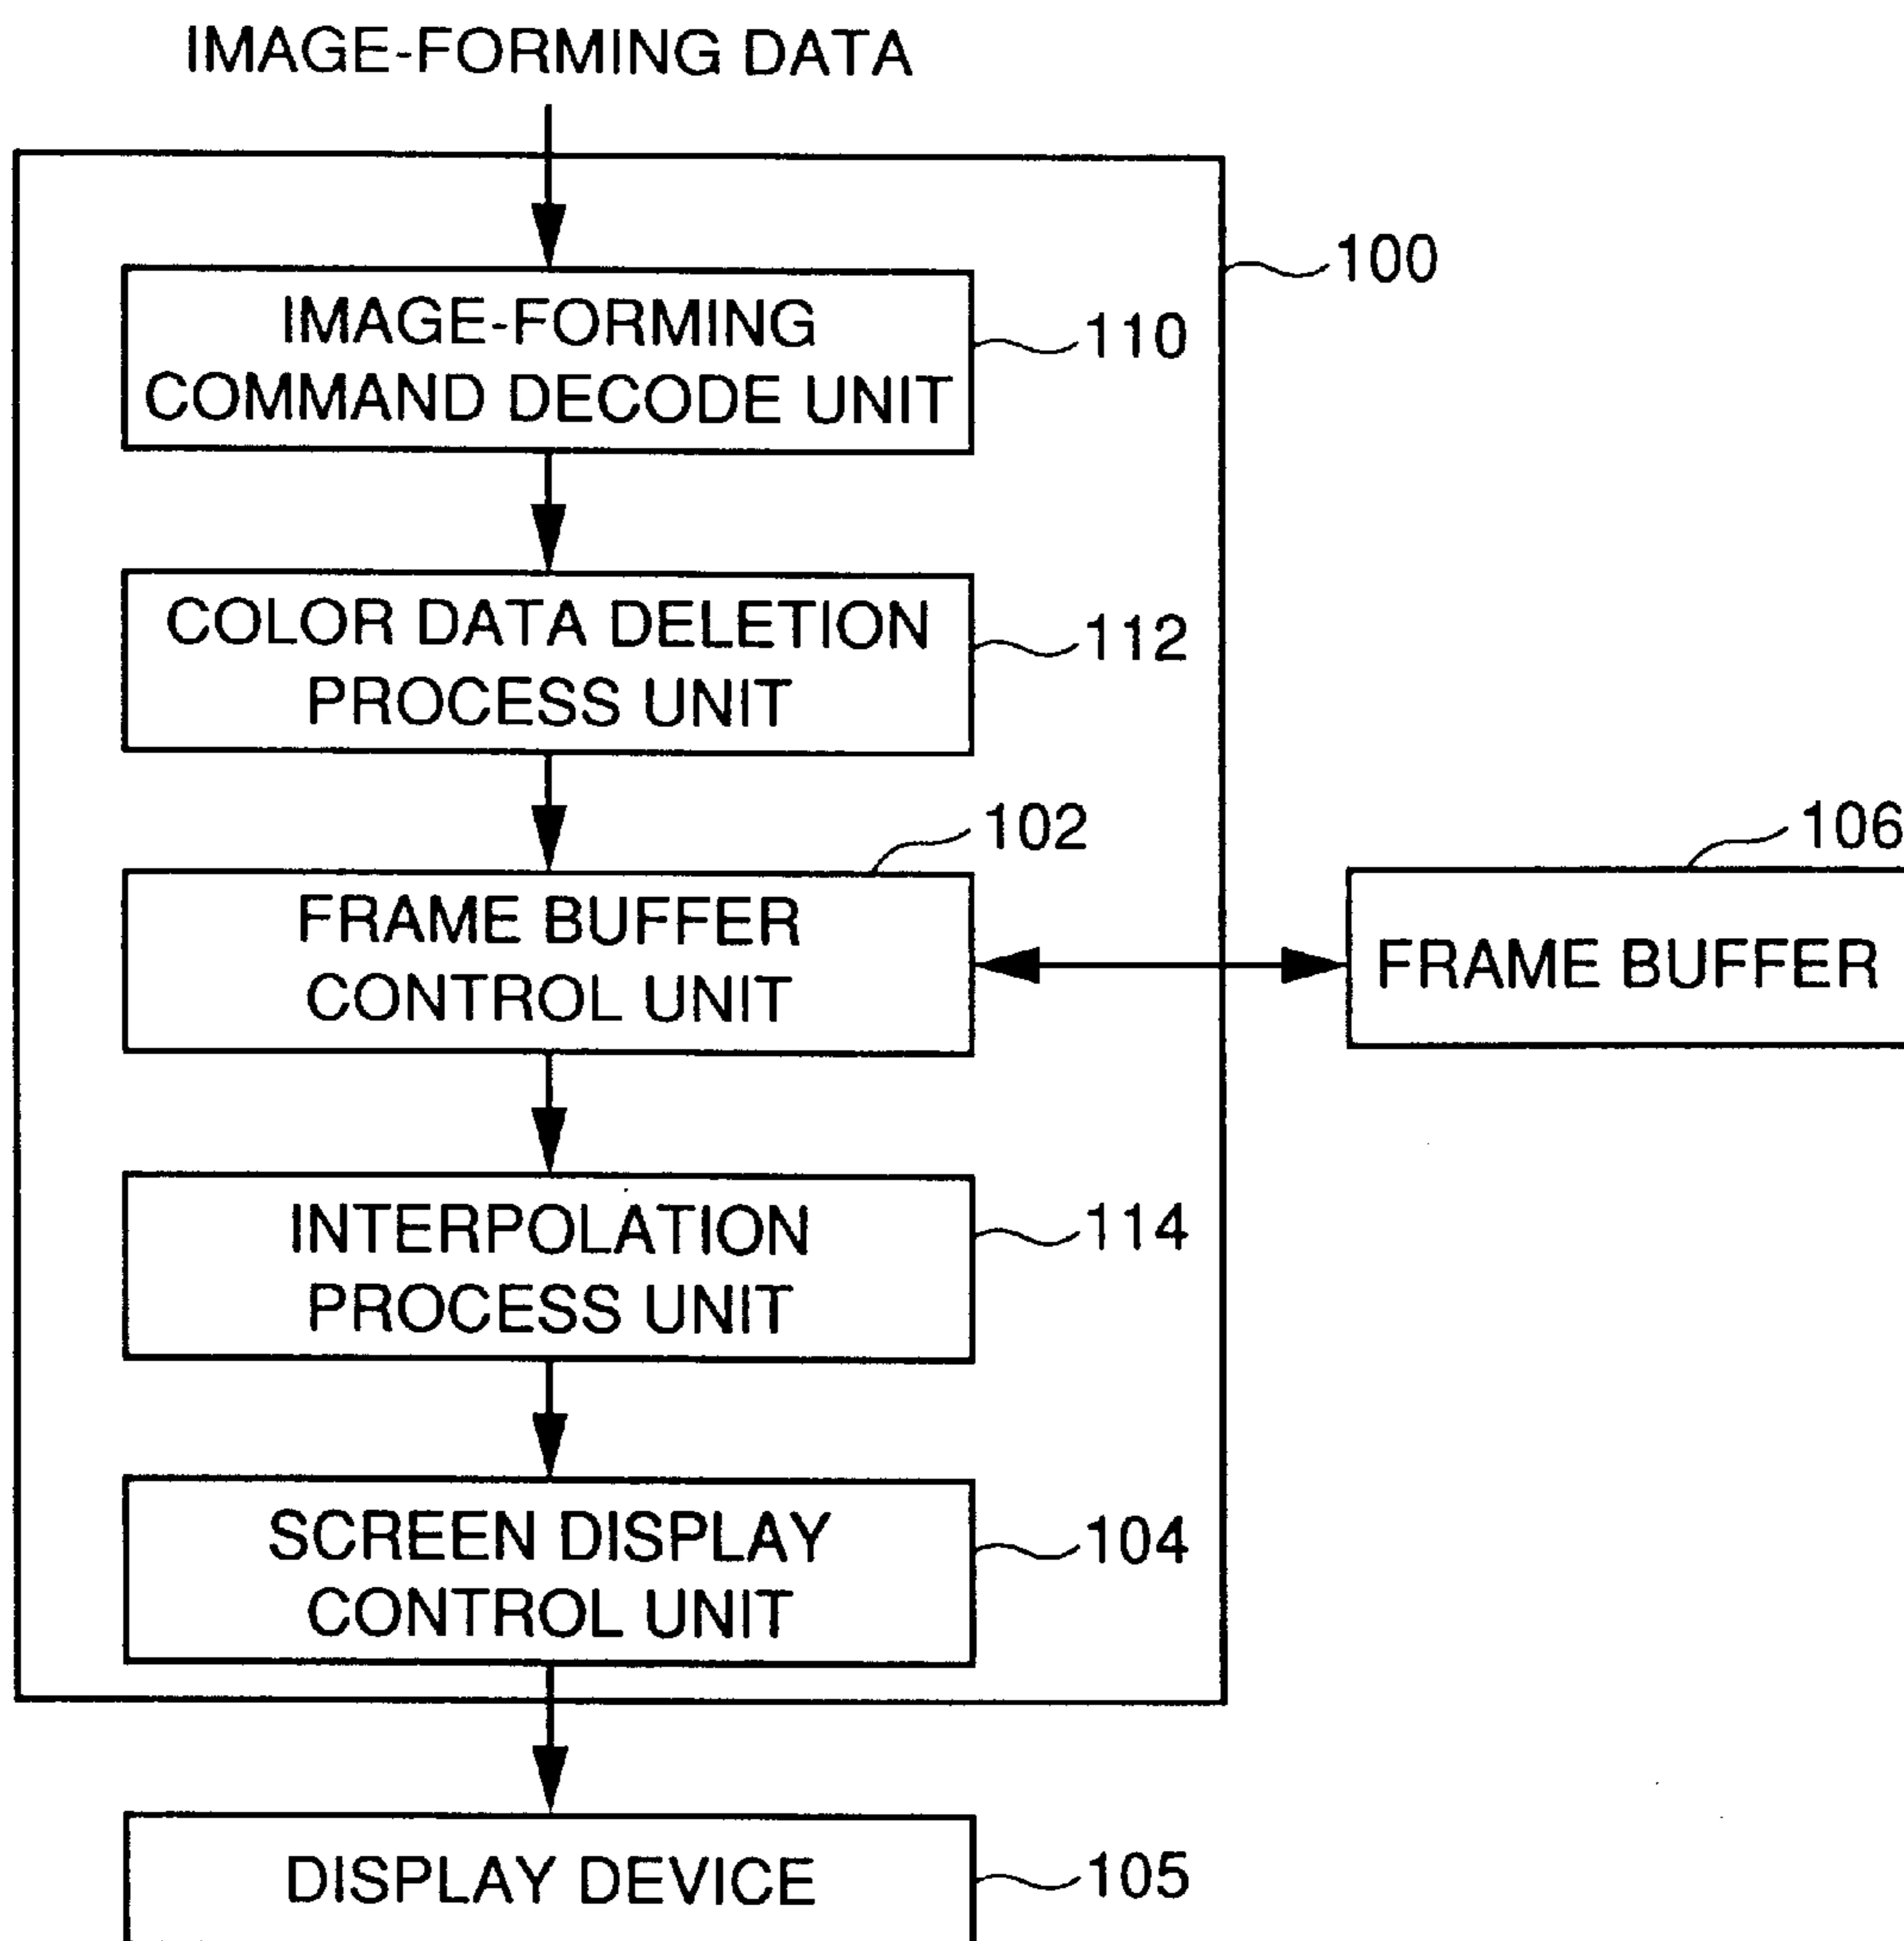 IMAGE-FORMING DATA
100
IMAGE-FORMING
COMMAND DECODE UNIT
110
COLOR DATA DELETION
PROCESS UNIT
112
102
106
FRAME BUFFER
CONTROL UNIT
FRAME BUFFER
INTERPOLATION
PROCESS UNIT
114
SCREEN DISPLAY
CONTROL UNIT
104
DISPLAY DEVICE
105